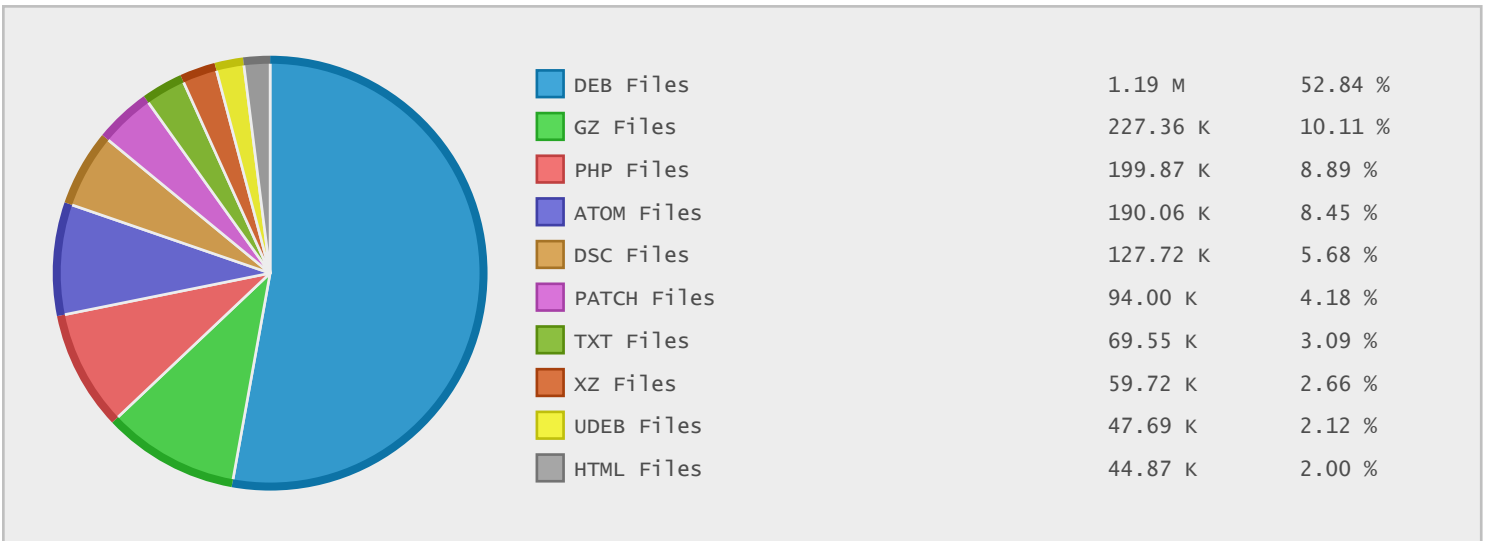 DEB Files 1.19 M 52.84 %
GZ Files 227.36 K 10.11 %
PHP Files 199.87 K 8.89 %
ATOM Files 190.06 K 8.45 %
DSC Files 127.72 K 5.68 %
PATCH Files 94.00 K 4.18 %
TXT Files 69.55 K 3.09 %
XZ Files 59.72 K 2.66 %
UDEB Files 47.69 K 2.12 %
HTML Files 44.87 K 2.00 %